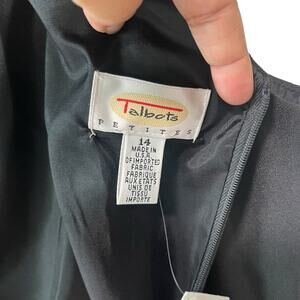 Talbots
PETITES
14
MADE IN
U.S.A.
OF IMPORTED
FABRIC
FABRIQUE
AUX ETATS
UNIS DE
TISSU
IMPORTE